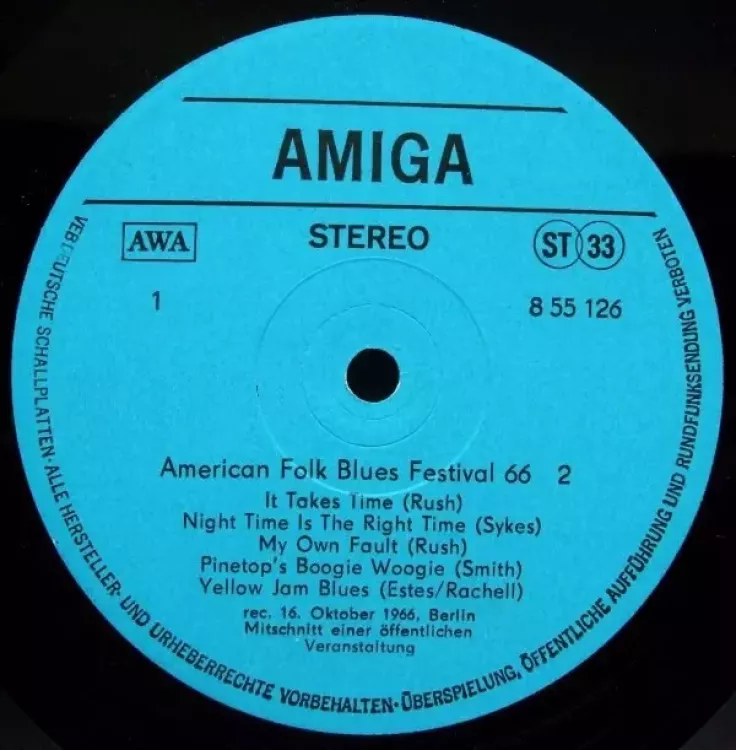 AMIGA
AWA
STEREO
ST 33
1
8 55 126
American Folk Blues Festival 66 2
It Takes Time (Rush)
Night Time Is The Right Time (Sykes)
My Own Fault (Rush)
Pinetop's Boogie Woogie (Smith)
Yellow Jam Blues (Estes/Rachell)
rec. 16. Oktober 1966, Berlin
Mitschnitt einer öffentlichen
Veranstaltung
VEB DEUTSCHE SCHALLPLATTEN · ALLE HERSTELLER- UND URHEBERRECHTE VORBEHALTEN · ÜBERSPIELUNG, ÖFFENTLICHE AUFFÜHRUNG UND RUNDFUNKSENDUNG VERBOTEN